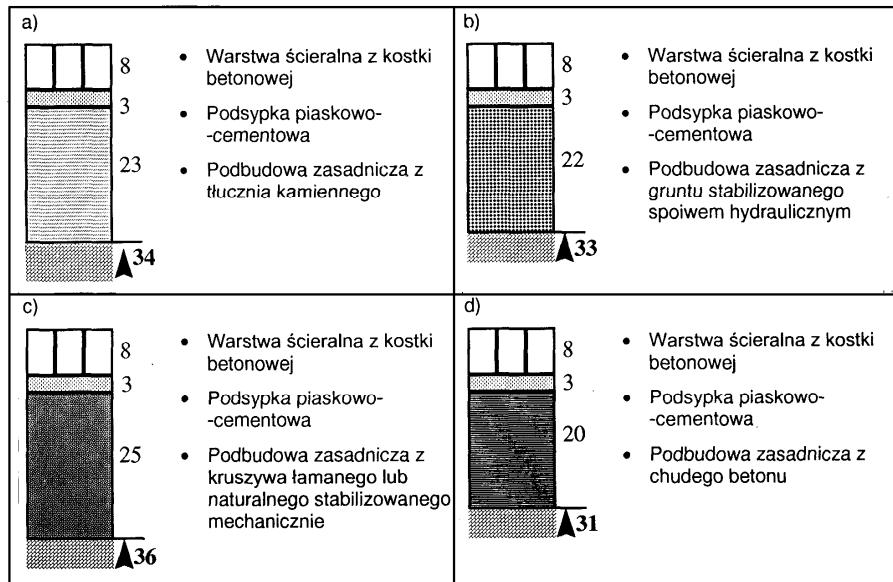 a)
8
3
23
34
• Warstwa ścieralna z kostki
betonowej
• Podsypka piaskowo-
-cementowa
• Podbudowa zasadnicza z
tłucznia kamiennego
b)
8
3
22
33
• Warstwa ścieralna z kostki
betonowej
• Podsypka piaskowo-
-cementowa
• Podbudowa zasadnicza z
gruntu stabilizowanego
spoiwem hydraulicznym
c)
8
3
25
36
• Warstwa ścieralna z kostki
betonowej
• Podsypka piaskowo-
-cementowa
• Podbudowa zasadnicza z
kruszywa łamanego lub
naturalnego stabilizowanego
mechanicznie
d)
8
3
20
31
• Warstwa ścieralna z kostki
betonowej
• Podsypka piaskowo-
-cementowa
• Podbudowa zasadnicza z
chudego betonu